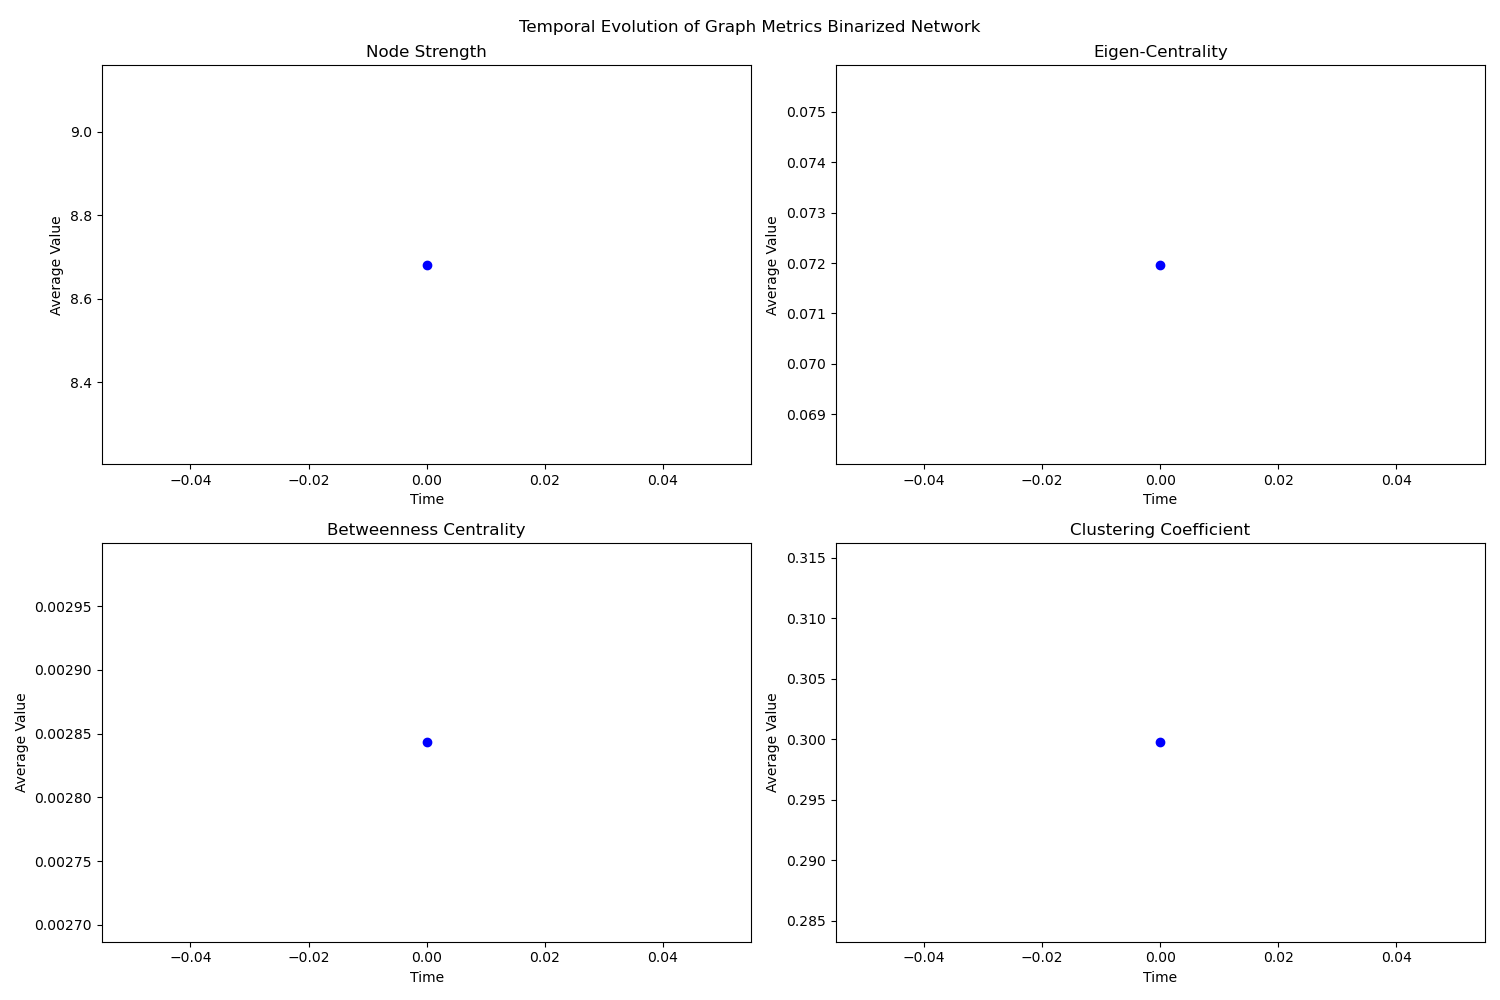 Temporal Evolution of Graph Metrics Binarized Network
Node Strength
Average Value
9.0
8.8
8.6
8.4
−0.04 −0.02 0.00 0.02 0.04
Time
Eigen-Centrality
Average Value
0.075
0.074
0.073
0.072
0.071
0.070
0.069
−0.04 −0.02 0.00 0.02 0.04
Time
Betweenness Centrality
Average Value
0.00295
0.00290
0.00285
0.00280
0.00275
0.00270
−0.04 −0.02 0.00 0.02 0.04
Time
Clustering Coefficient
Average Value
0.315
0.310
0.305
0.300
0.295
0.290
0.285
−0.04 −0.02 0.00 0.02 0.04
Time